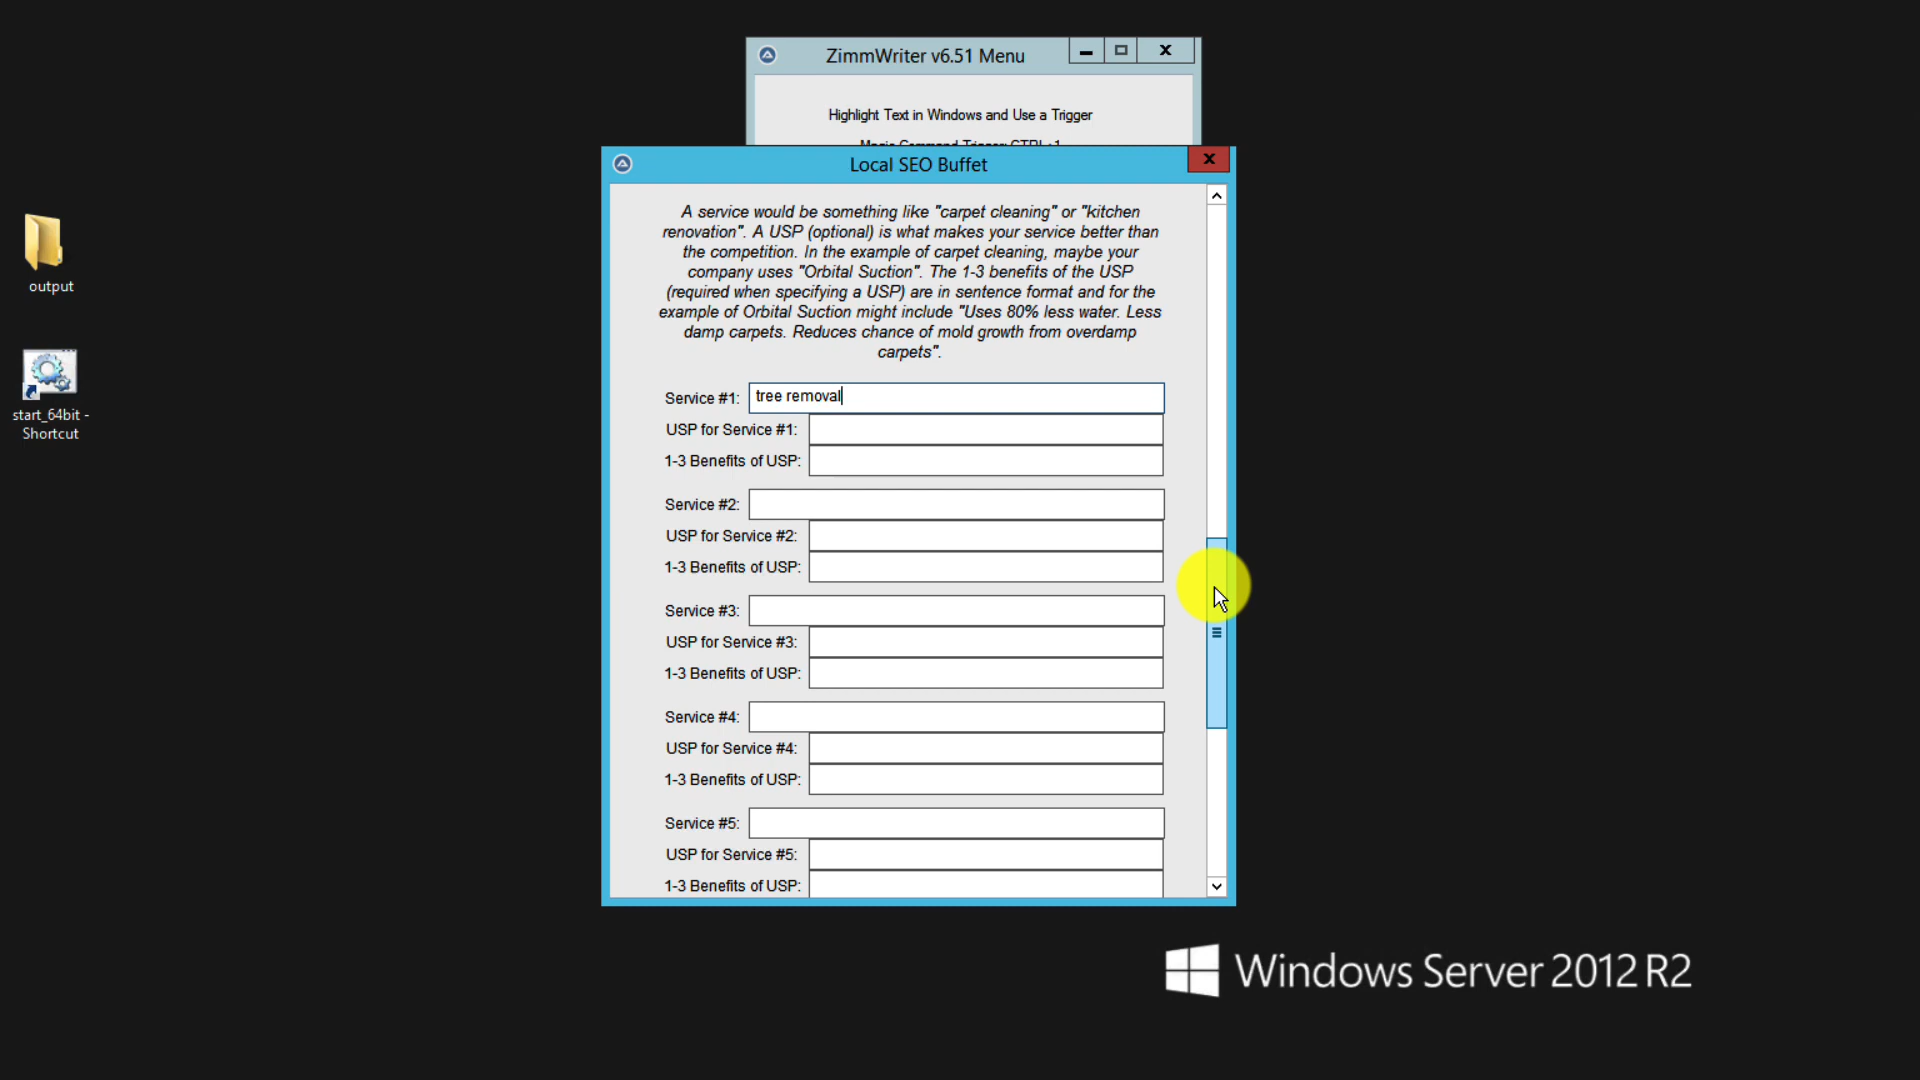 ZimmWriter v6.51 Menu
Highlight Text in Windows and Use a Trigger
Magic Command Trigger: CTRL+1
Local SEO Buffet
A service would be something like "carpet cleaning" or "kitchen
renovation". A USP (optional) is what makes your service better than
the competition. In the example of carpet cleaning, maybe your
company uses "Orbital Suction". The 1-3 benefits of the USP
(required when specifying a USP) are in sentence format and for the
example of Orbital Suction might include "Uses 80% less water. Less
damp carpets. Reduces chance of mold growth from overdamp
carpets".
output
start_64bit -
Shortcut
Service #1: tree removal
USP for Service #1:
1-3 Benefits of USP:
Service #2:
USP for Service #2:
1-3 Benefits of USP:
Service #3:
USP for Service #3:
1-3 Benefits of USP:
Service #4:
USP for Service #4:
1-3 Benefits of USP:
Service #5:
USP for Service #5:
1-3 Benefits of USP:
Windows Server 2012 R2